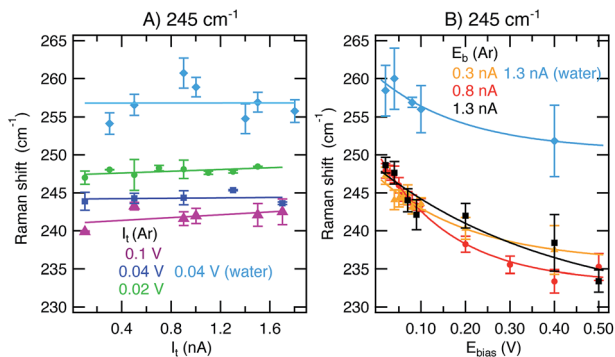 A) 245 cm⁻¹
Raman shift (cm⁻¹)
265
260
255
250
245
240
235
230
I_t (Ar)
0.1 V
0.04 V 0.04 V (water)
0.02 V
0.4 0.8 1.2 1.6
I_t (nA)
B) 245 cm⁻¹
Raman shift (cm⁻¹)
265
260
255
250
245
240
235
230
E_b (Ar)
0.3 nA 1.3 nA (water)
0.8 nA
1.3 nA
0.10 0.20 0.30 0.40 0.50
E_bias (V)